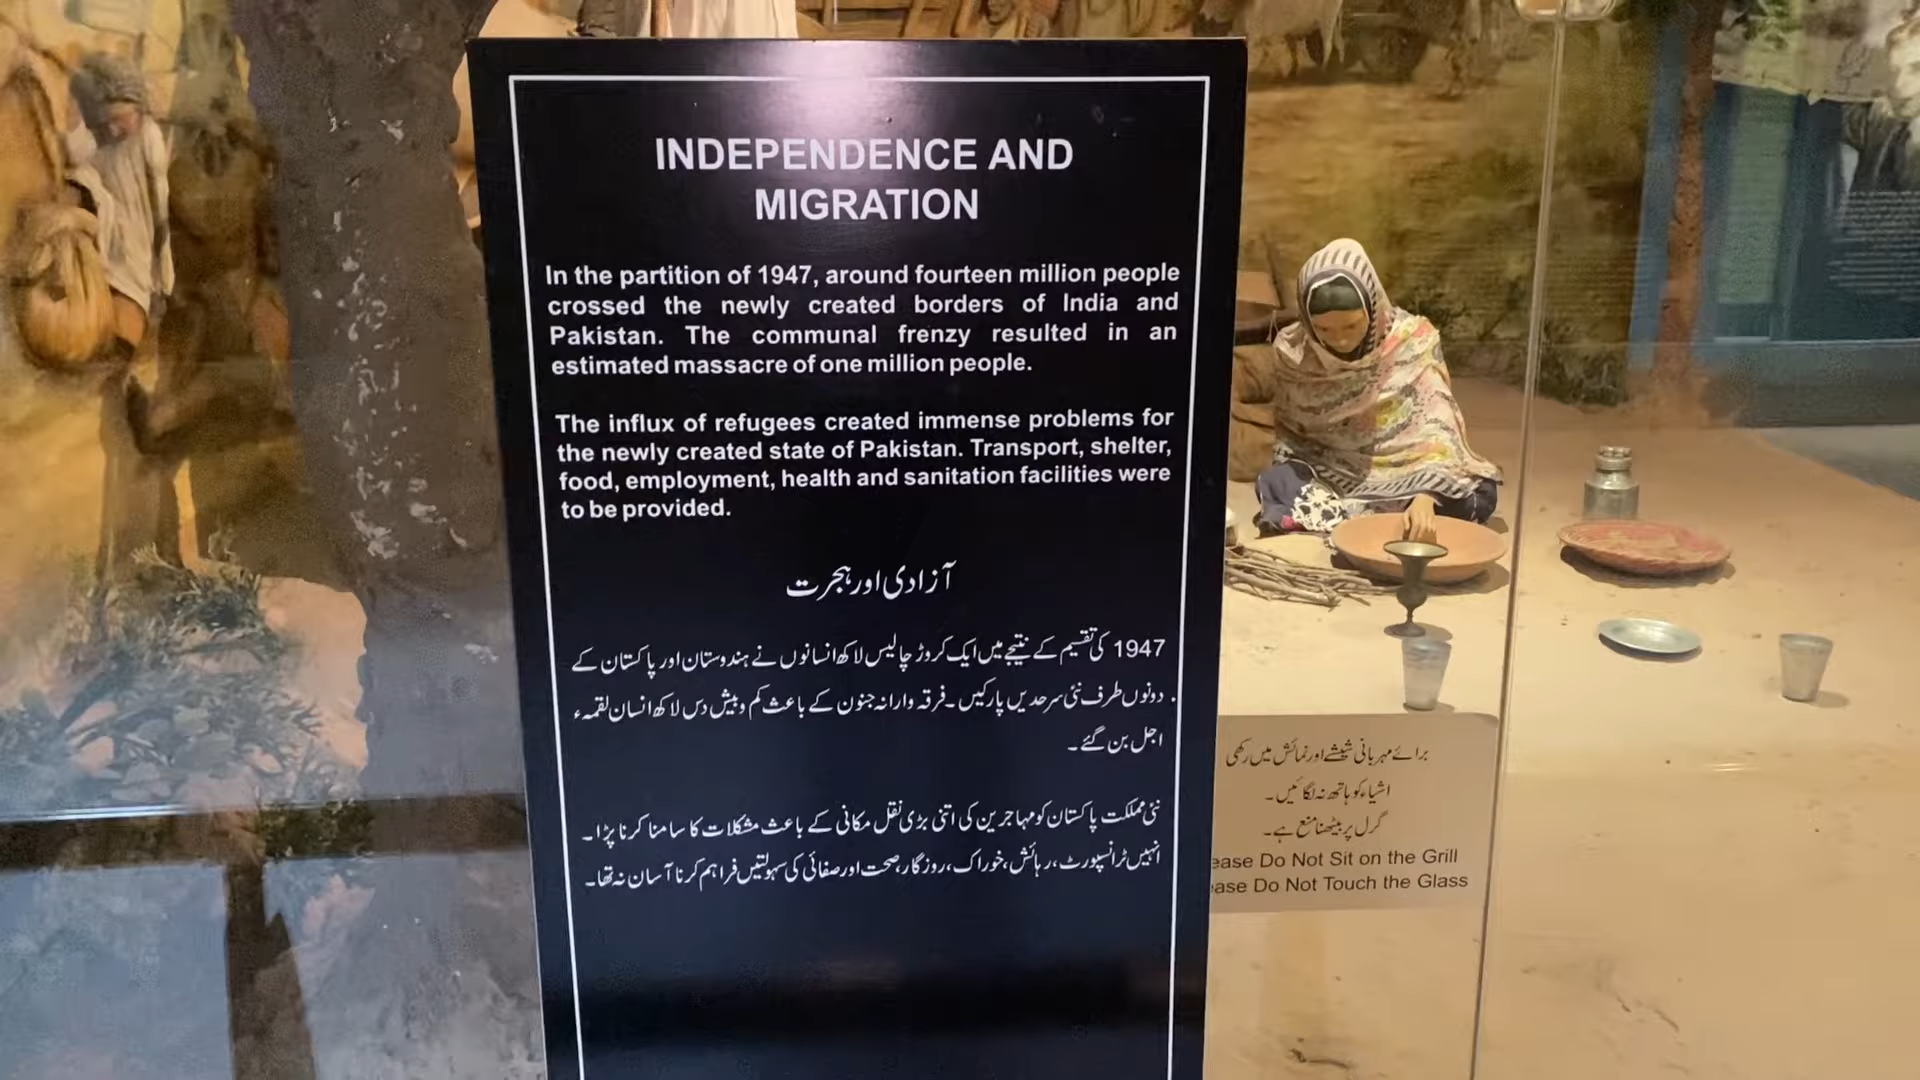 INDEPENDENCE AND
MIGRATION
In the partition of 1947, around fourteen million people
crossed the newly created borders of India and
Pakistan. The communal frenzy resulted in an
estimated massacre of one million people.
The influx of refugees created immense problems for
the newly created state of Pakistan. Transport, shelter,
food, employment, health and sanitation facilities were
to be provided.
آزادی اور ہجرت
1947 کی تقسیم کے نتیجے میں ایک کروڑ چالیس لاکھ انسانوں نے ہندوستان اور پاکستان کے
دونوں طرف نئی سرحدیں پار کیں۔ فرقہ وارانہ جنون کے باعث کم و بیش دس لاکھ انسان لقمہء
اجل بن گئے۔
نئی مملکت پاکستان کو مہاجرین کی اتنی بڑی نقل مکانی کے باعث مشکلات کا سامنا کرنا پڑا۔
انہیں ٹرانسپورٹ، رہائش، خوراک، روزگار، صحت اور صفائی کی سہولتیں فراہم کرنا آسان نہ تھا۔
برائے مہربانی شیشے اور نمائش میں رکھی
اشیاء کو ہاتھ نہ لگائیں۔
گرل پر بیٹھنا منع ہے۔
ease Do Not Sit on the Grill
ease Do Not Touch the Glass